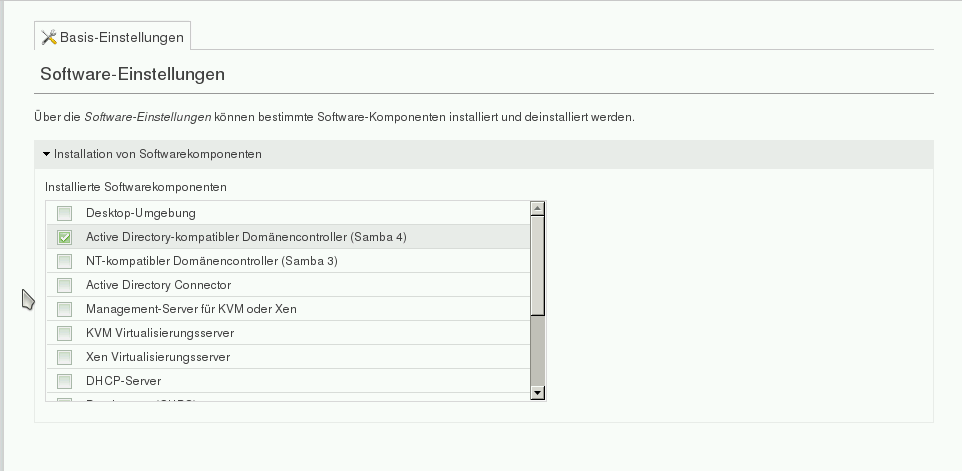 Basis-Einstellungen
Software-Einstellungen
Über die Software-Einstellungen können bestimmte Software-Komponenten installiert und deinstalliert werden.
Installation von Softwarekomponenten
Installierte Softwarekomponenten
Desktop-Umgebung
Active Directory-kompatibler Domänencontroller (Samba 4)
NT-kompatibler Domänencontroller (Samba 3)
Active Directory Connector
Management-Server für KVM oder Xen
KVM Virtualisierungsserver
Xen Virtualisierungsserver
DHCP-Server